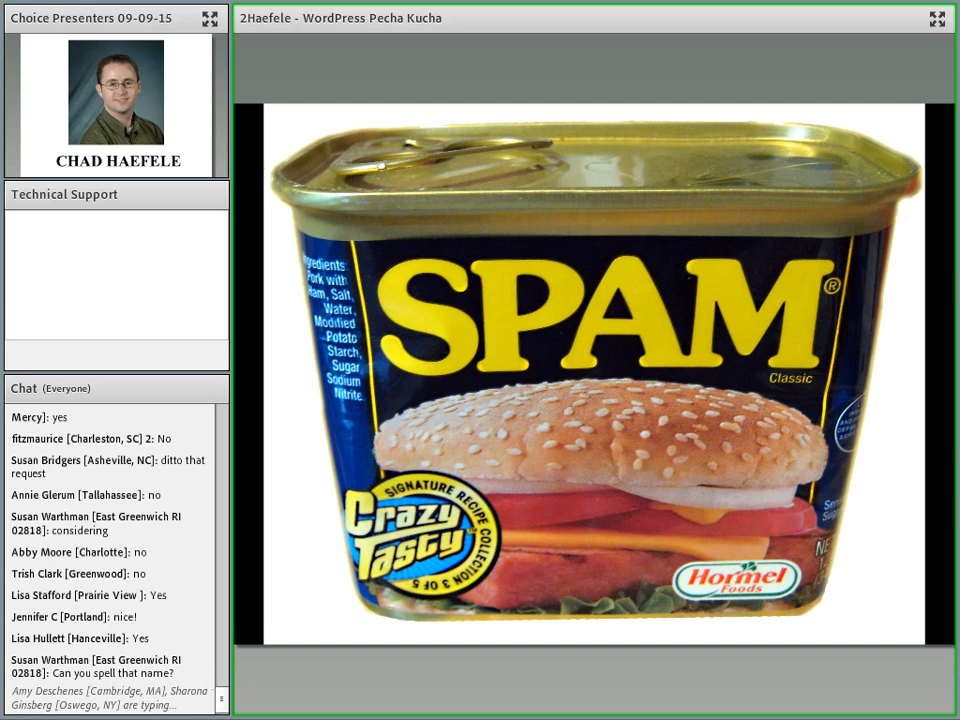 Choice Presenters 09-09-15
CHAD HAEFELE
Technical Support
Chat (Everyone)
Mercy]: yes
fitzmaurice [Charleston, SC] 2: No
Susan Bridgers [Asheville, NC]: ditto that
request
Annie Glerum [Tallahassee]: no
Susan Warthman [East Greenwich RI
02818]: considering
Abby Moore [Charlotte]: no
Trish Clark [Greenwood]: no
Lisa Stafford [Prairie View ]: Yes
Jennifer C [Portland]: nice!
Lisa Hullett [Hanceville]: Yes
Susan Warthman [East Greenwich RI
02818]: Can you spell that name?
Amy Deschenes [Cambridge, MA], Sharona
Ginsberg [Oswego, NY] are typing...
2Haefele - WordPress Pecha Kucha
gredients
Pork with
Ham, Salt,
Water,
Modified
Potato
Starch,
Sugar
Sodium
Nitrite
SPAM®
Classic
SIGNATURE RECIPE
Crazy
Tasty™
COLLECTION 3 OF 5
Hormel
Foods